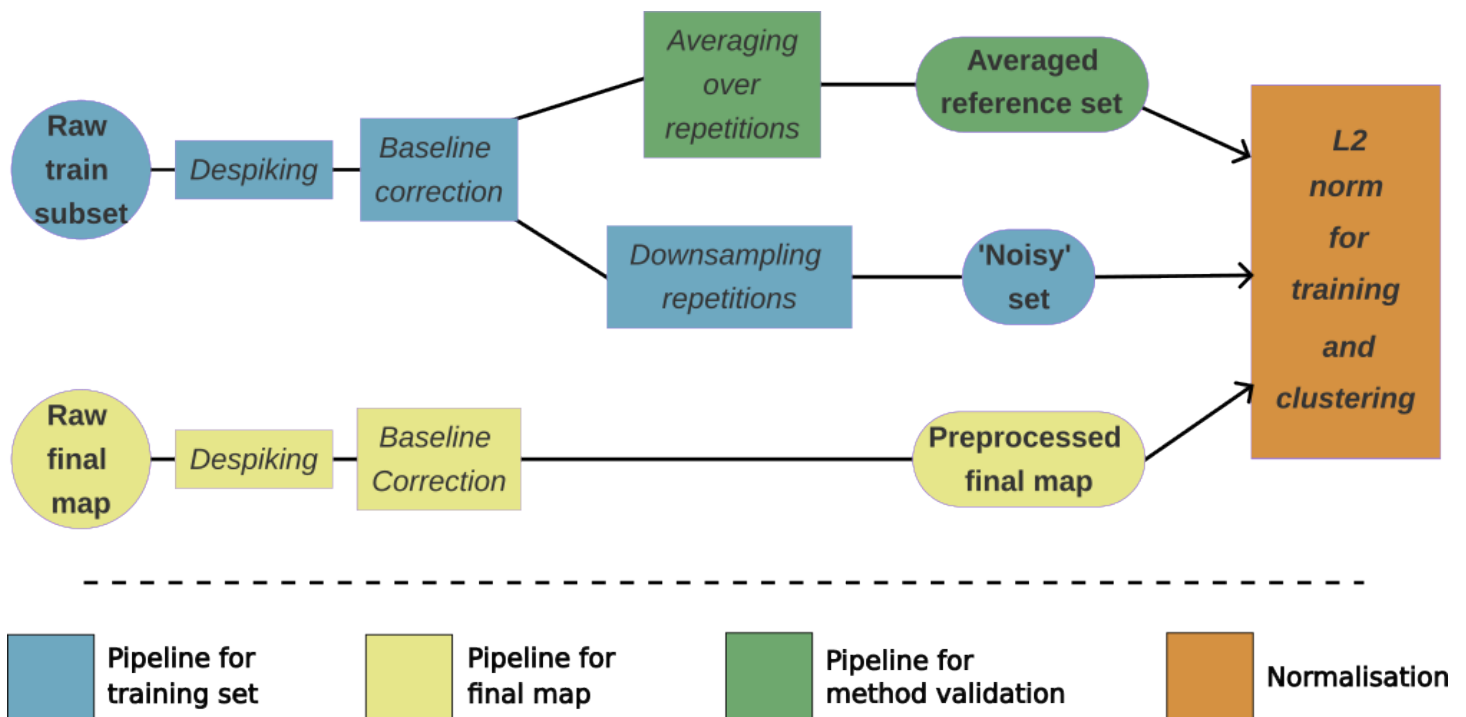 Raw
train
subset
Despiking
Baseline
correction
Averaging
over
repetitions
Averaged
reference set
Downsampling
repetitions
'Noisy'
set
L2
norm
for
training
and
clustering
Raw
final
map
Despiking
Baseline
Correction
Preprocessed
final map
Pipeline for
training set
Pipeline for
final map
Pipeline for
method validation
Normalisation